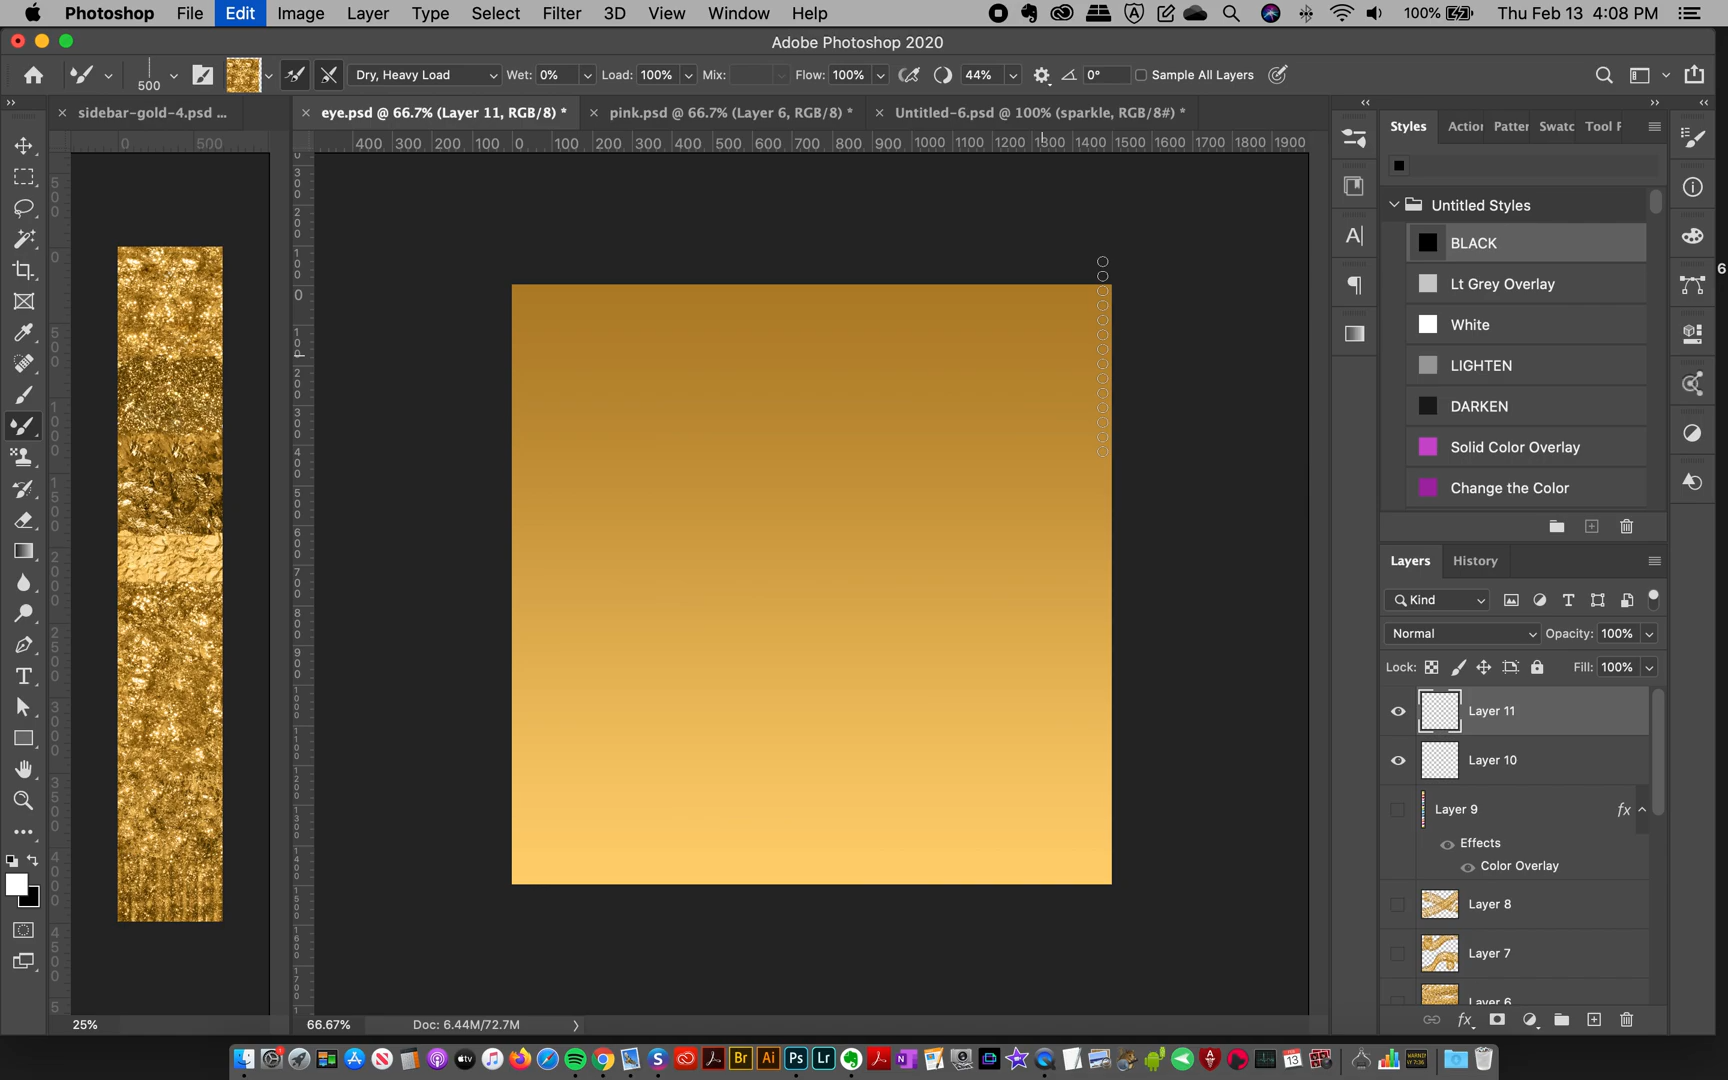 Photoshop File Edit Image Layer Type Select Filter 3D View Window Help 100% Thu Feb 13 4:08 PM
Adobe Photoshop 2020
500 Dry, Heavy Load Wet: 0% Load: 100% Mix: Flow: 100% 44% 0° Sample All Layers
sidebar-gold-4.psd ... eye.psd @ 66.7% (Layer 11, RGB/8) * pink.psd @ 66.7% (Layer 6, RGB/8) * Untitled-6.psd @ 100% (sparkle, RGB/8#) *
Styles Action Patter Swatc Tool F
0 500 400 300 200 100 0 100 200 300 400 500 600 700 800 900 1000 1100 1200 1300 1400 1500 1600 1700 1800 1900
Untitled Styles
BLACK
Lt Grey Overlay
White
LIGHTEN
DARKEN
Solid Color Overlay
Change the Color
Layers History
Kind
Normal Opacity: 100%
Lock: Fill: 100%
Layer 11
Layer 10
Layer 9 fx
Effects
Color Overlay
Layer 8
Layer 7
Layer 6
25% 66.67% Doc: 6.44M/72.7M